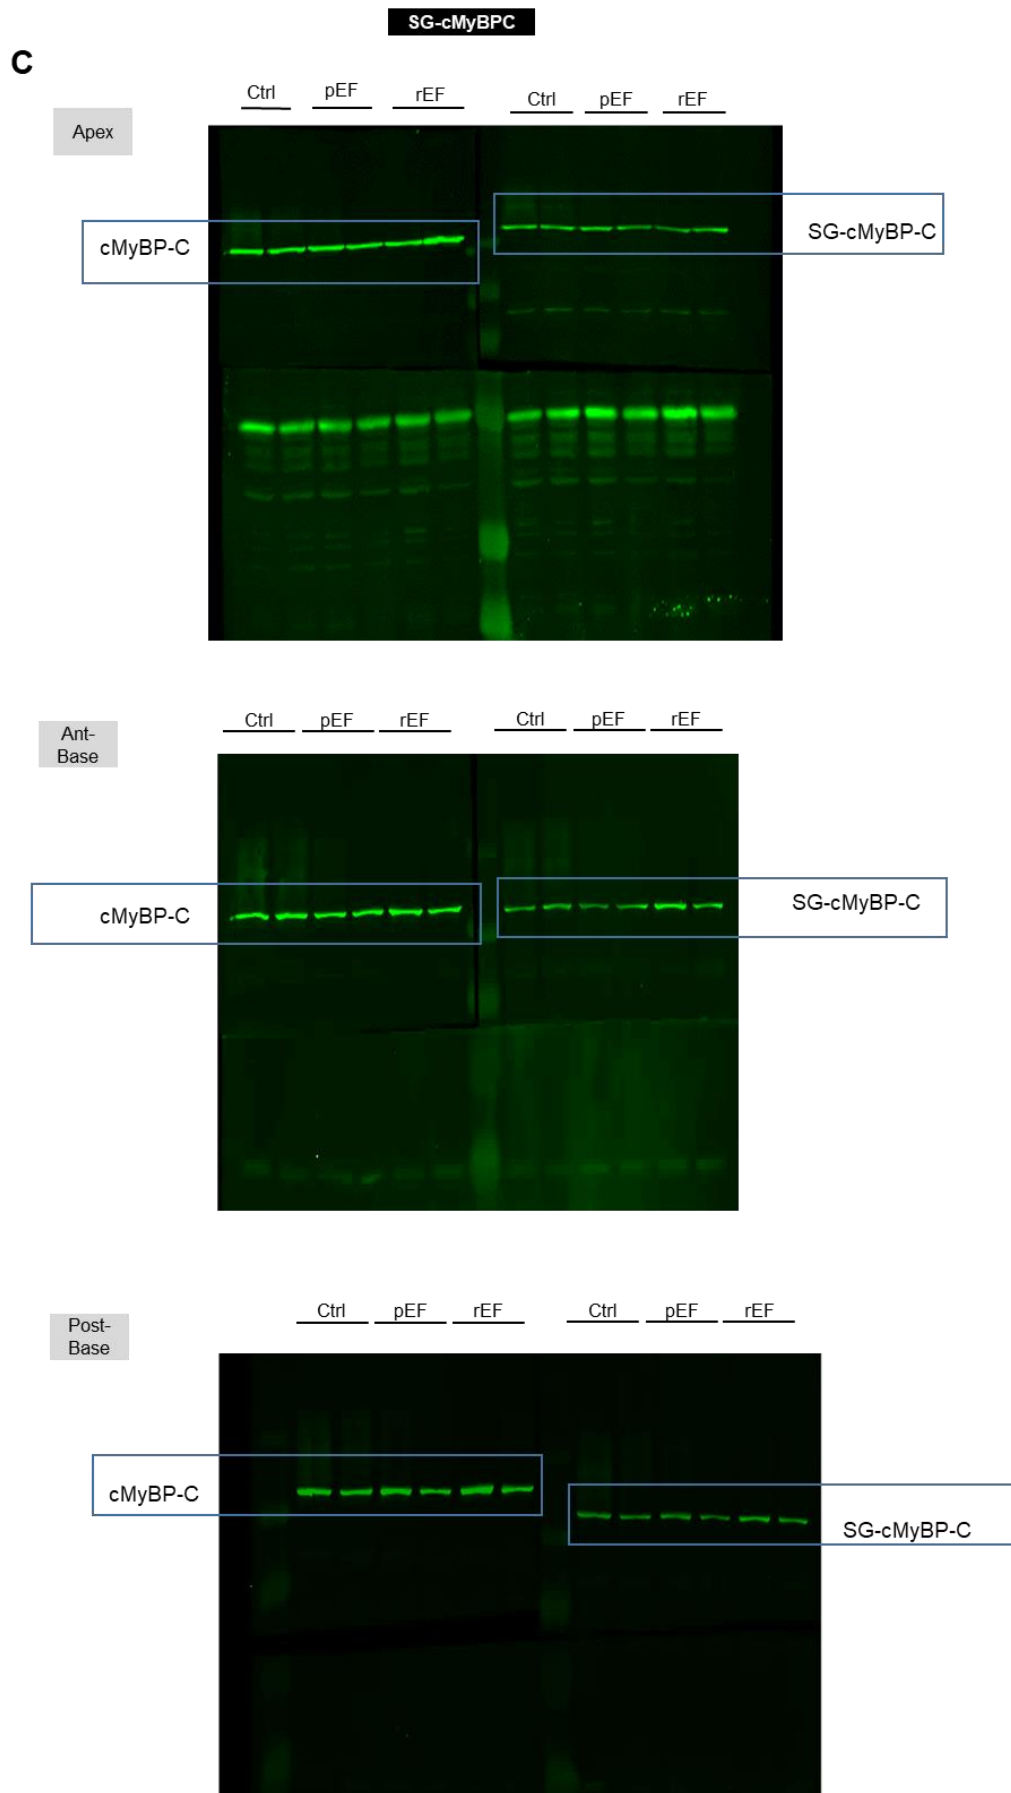 SG-cMyBPC
C
Ctrl pEF rEF Ctrl pEF rEF
Apex
cMyBP-C
SG-cMyBP-C
Ctrl pEF rEF Ctrl pEF rEF
Ant-
Base
cMyBP-C
SG-cMyBP-C
Ctrl pEF rEF Ctrl pEF rEF
Post-
Base
cMyBP-C
SG-cMyBP-C